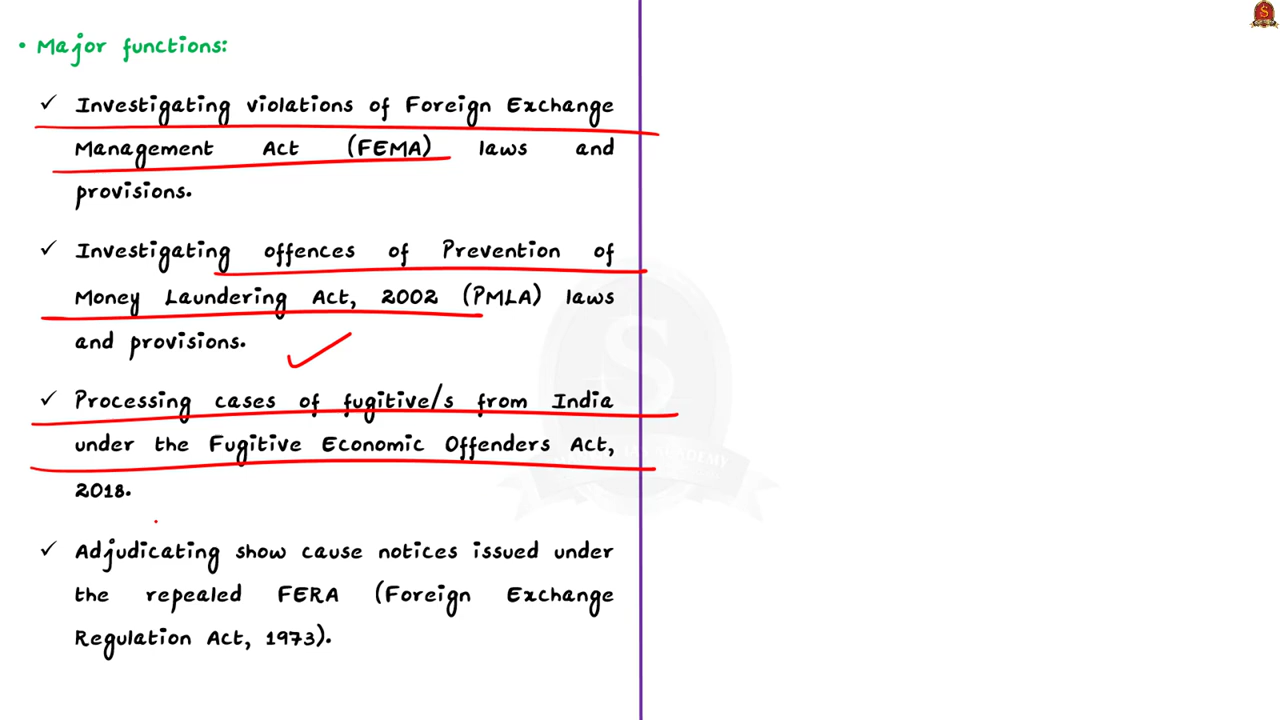 • Major functions:
✓ Investigating violations of Foreign Exchange
Management Act (FEMA) laws and
provisions.
✓ Investigating offences of Prevention of
Money Laundering Act, 2002 (PMLA) laws
and provisions.
✓ Processing cases of fugitive/s from India
under the Fugitive Economic Offenders Act,
2018.
✓ Adjudicating show cause notices issued under
the repealed FERA (Foreign Exchange
Regulation Act, 1973).